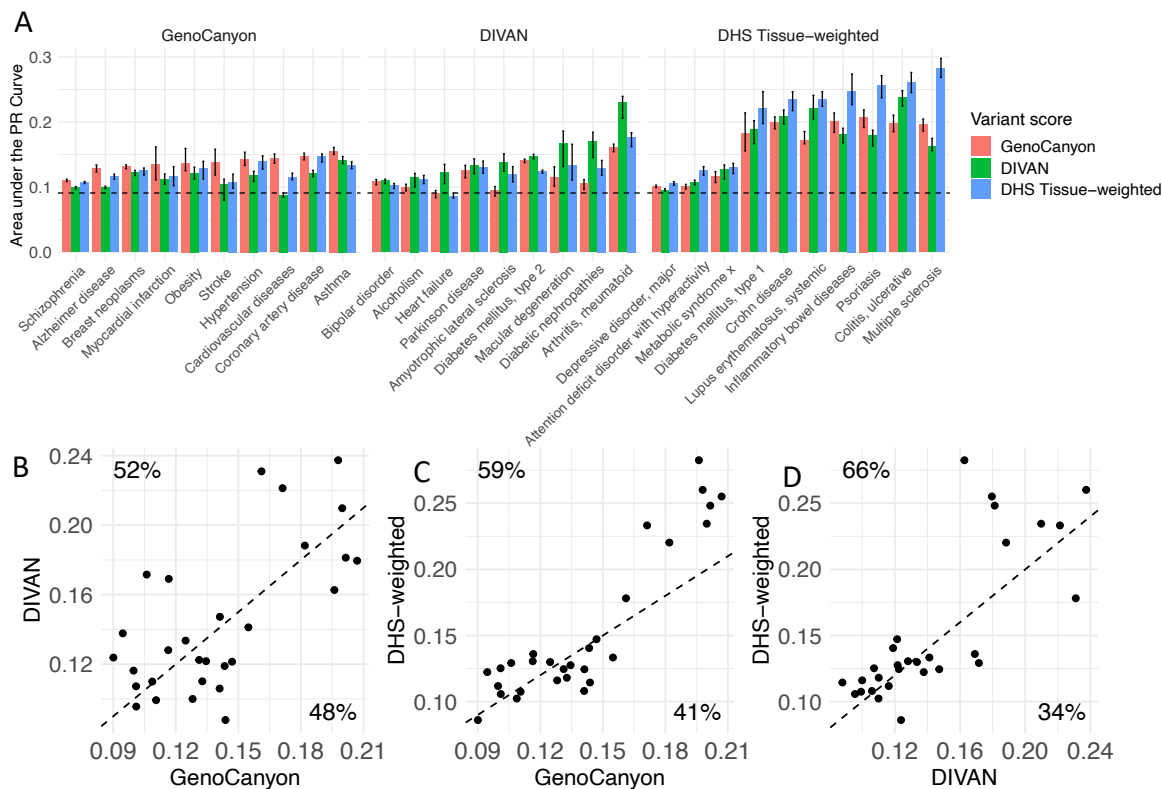 A
GenoCanyon
DIVAN
DHS Tissue−weighted
Area under the PR Curve
0.3
0.2
0.1
0.0
Schizophrenia
Alzheimer disease
Breast neoplasms
Myocardial infarction
Obesity
Stroke
Hypertension
Cardiovascular diseases
Coronary artery disease
Asthma
Bipolar disorder
Alcoholism
Heart failure
Parkinson disease
Amyotrophic lateral sclerosis
Diabetes mellitus, type 2
Macular degeneration
Diabetic nephropathies
Arthritis, rheumatoid
Depressive disorder, major
Attention deficit disorder with hyperactivity
Metabolic syndrome x
Diabetes mellitus, type 1
Crohn disease
Lupus erythematosus, systemic
Inflammatory bowel diseases
Psoriasis
Colitis, ulcerative
Multiple sclerosis
Variant score
GenoCanyon
DIVAN
DHS Tissue−weighted
B
52%
48%
DIVAN
0.24
0.20
0.16
0.12
0.09 0.12 0.15 0.18 0.21
GenoCanyon
C
59%
41%
DHS−weighted
0.25
0.20
0.15
0.10
0.09 0.12 0.15 0.18 0.21
GenoCanyon
D
66%
34%
DHS−weighted
0.25
0.20
0.15
0.10
0.12 0.16 0.20 0.24
DIVAN